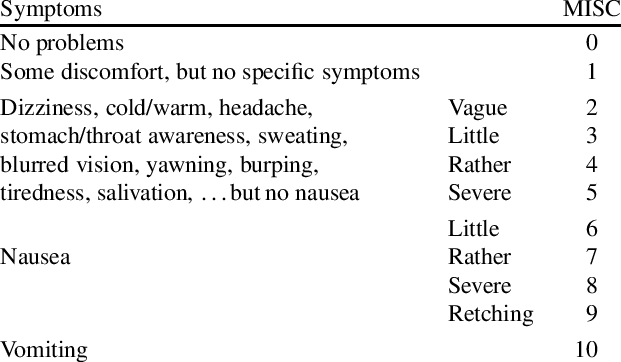 Symptoms MISC
No problems 0
Some discomfort, but no specific symptoms 1
Dizziness, cold/warm, headache, Vague 2
stomach/throat awareness, sweating, Little 3
blurred vision, yawning, burping, Rather 4
tiredness, salivation, …but no nausea Severe 5
Little 6
Nausea Rather 7
Severe 8
Retching 9
Vomiting 10